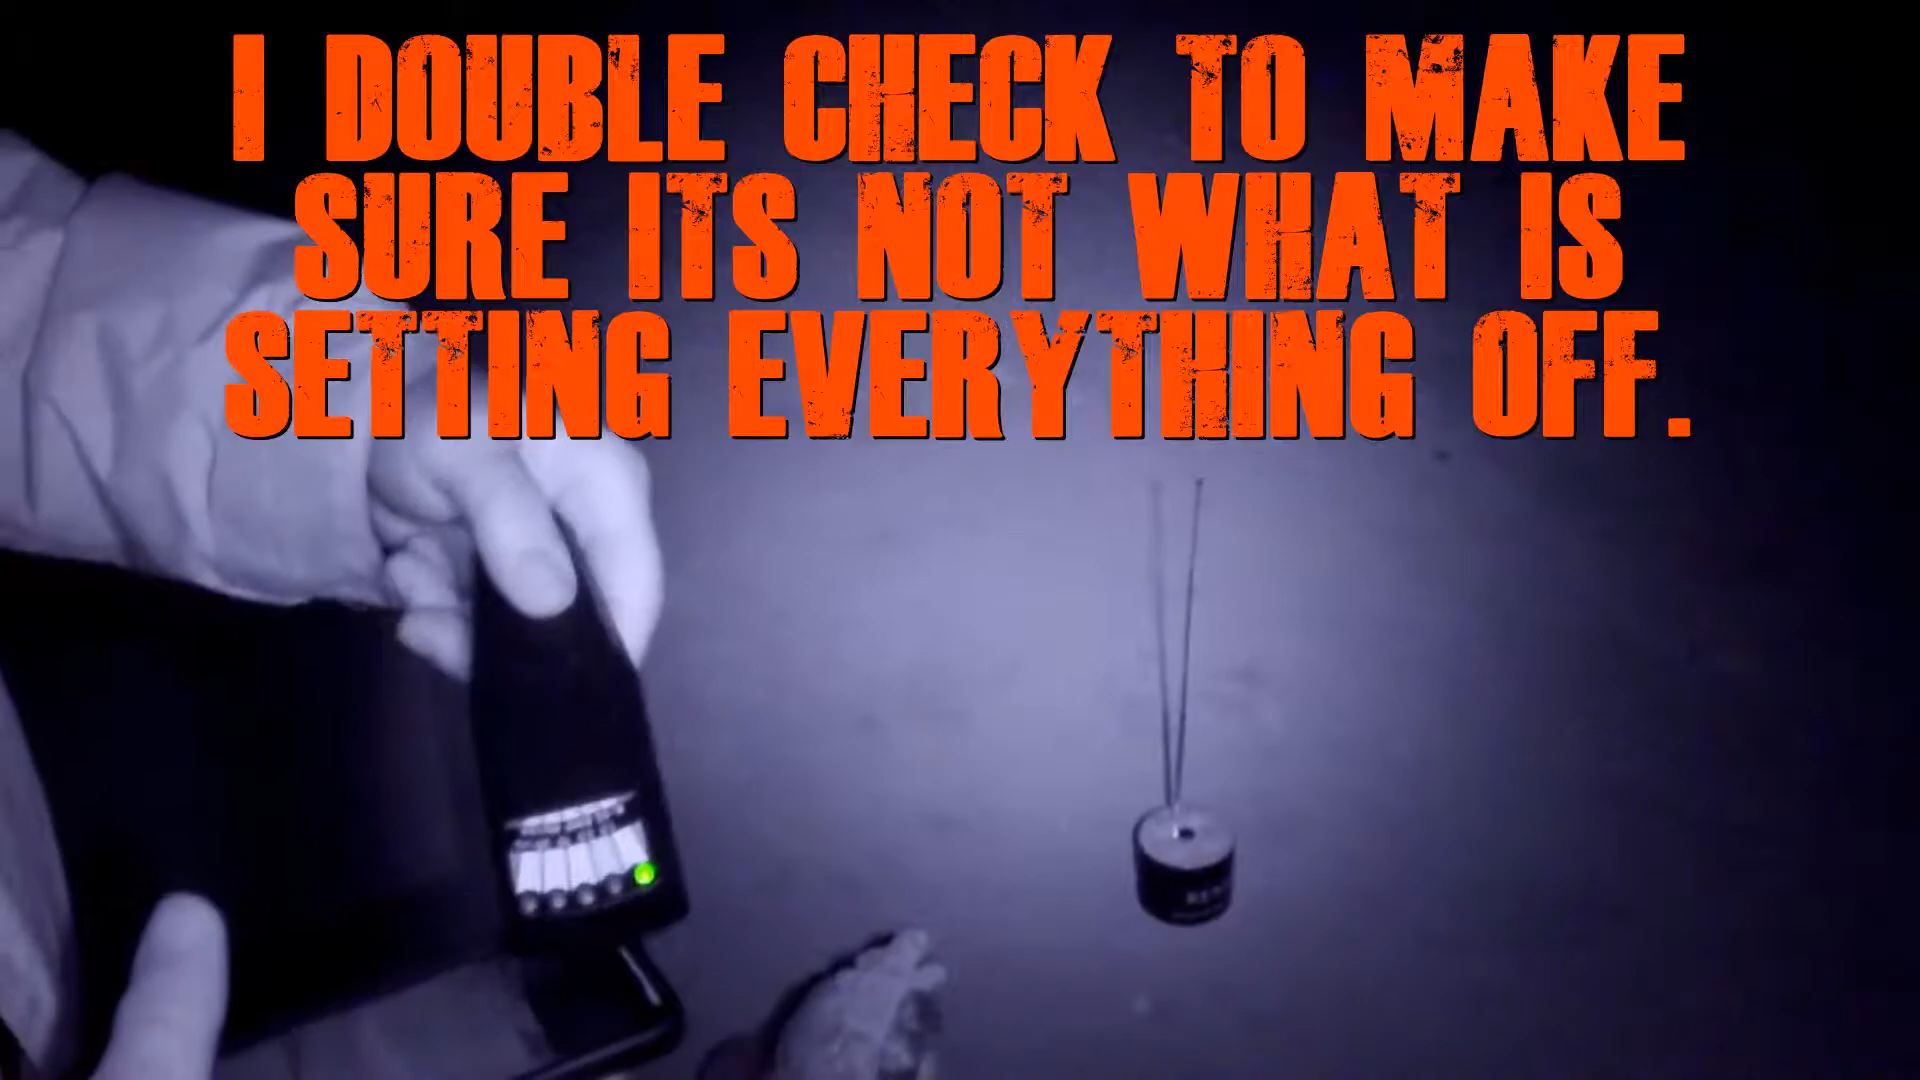 I DOUBLE CHECK TO MAKE
SURE ITS NOT WHAT IS
SETTING EVERYTHING OFF.